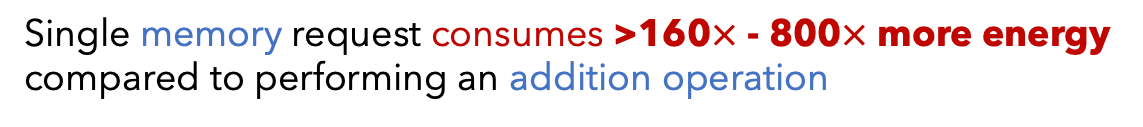 Single memory request consumes >160× - 800× more energy
compared to performing an addition operation